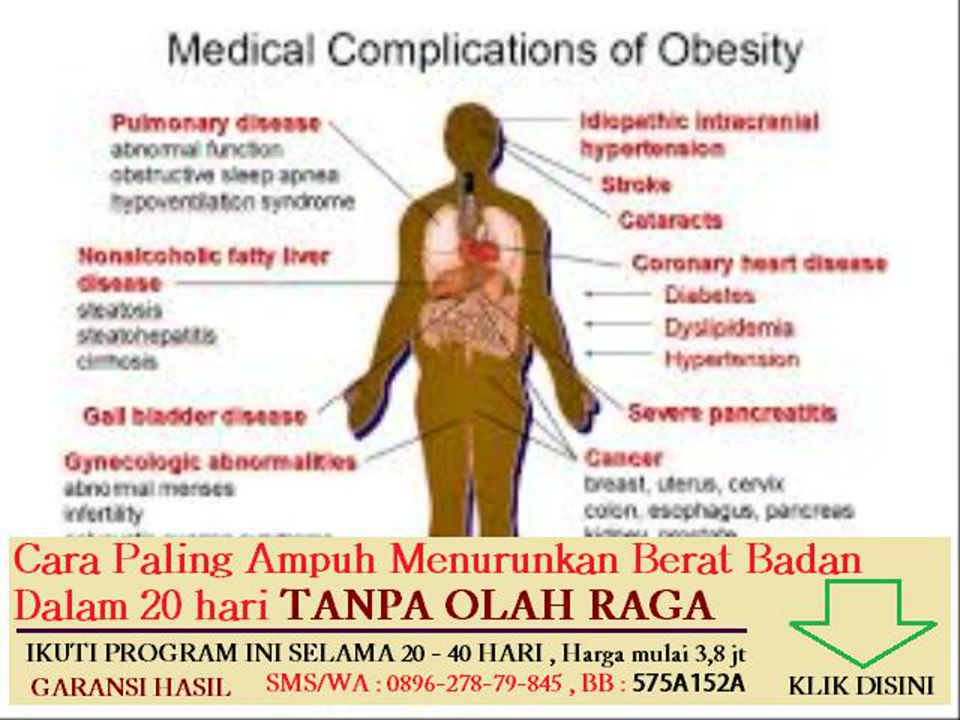 Medical Complications of Obesity
Pulmonary disease
abnormal function
obstructive sleep apnea
hypoventilation syndrome
Nonalcoholic fatty liver
disease
steatosis
steatohepatitis
cirrhosis
Gall bladder disease
Gynecologic abnormalities
abnormal menses
infertility
Idiopathic intracranial
hypertension
Stroke
Cataracts
Coronary heart disease
Diabetes
Dyslipidemia
Hypertension
Severe pancreatitis
Cancer
breast, uterus, cervix
colon, esophagus, pancreas
kidney, prostate
Cara Paling Ampuh Menurunkan Berat Badan
Dalam 20 hari TANPA OLAH RAGA
IKUTI PROGRAM INI SELAMA 20 - 40 HARI , Harga mulai 3,8 jt
GARANSI HASIL SMS/WA : 0896-278-79-845 , BB : 575A152A
KLIK DISINI